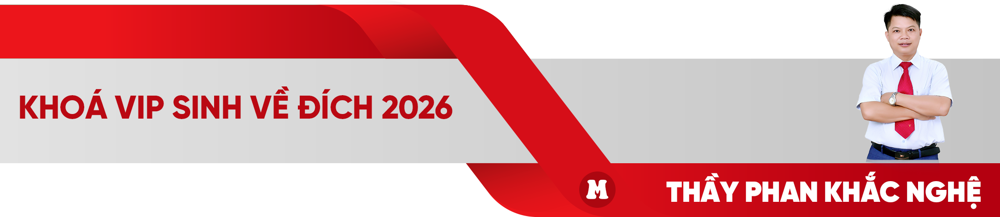 KHOÁ VIP SINH VỀ ĐÍCH 2026
M
THẦY PHAN KHẮC NGHỆ